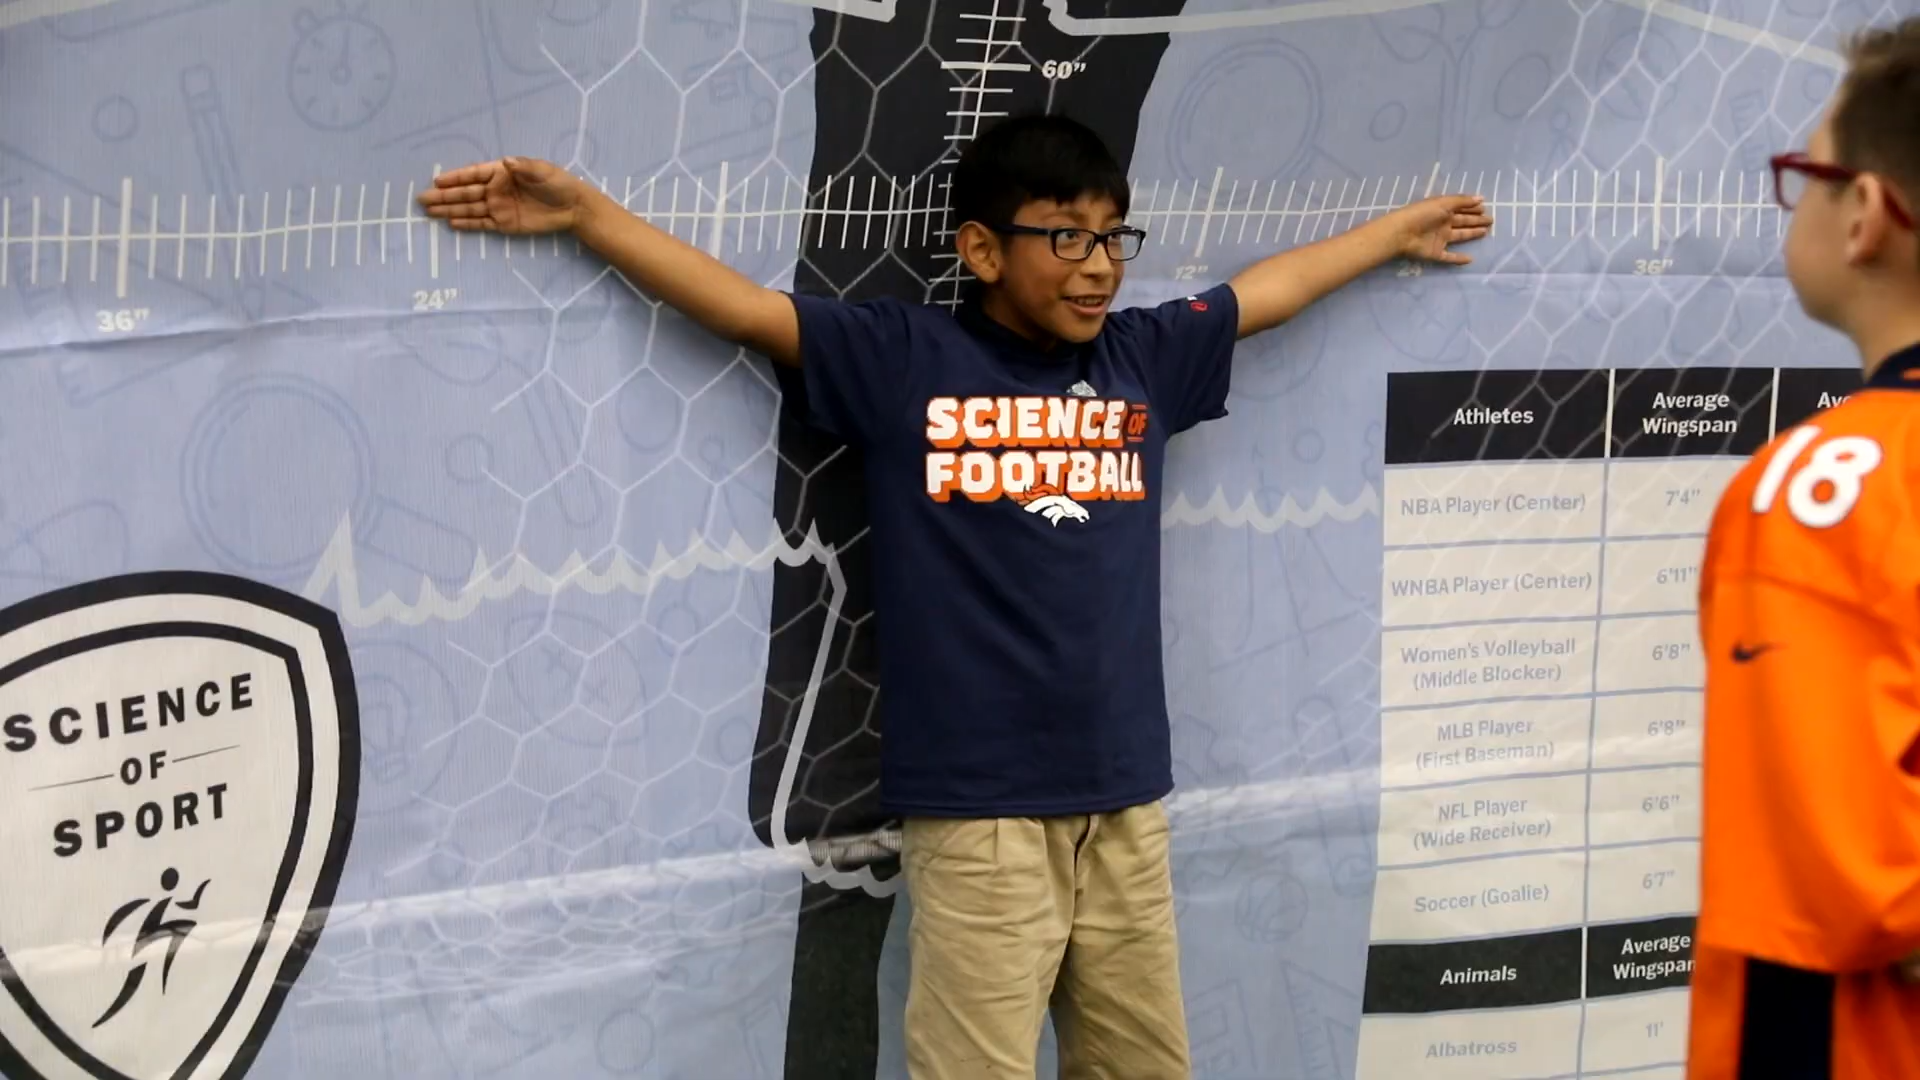 60”
36”
24”
12”
24
36”
SCIENCE OF
FOOTBALL
SCIENCE
OF
SPORT
18
Athletes
Average
Wingspan
NBA Player (Center)
7'4”
WNBA Player (Center)
6'11”
Women's Volleyball
(Middle Blocker)
6'8”
MLB Player
(First Baseman)
6'8”
NFL Player
(Wide Receiver)
6'6”
Soccer (Goalie)
6'7”
Animals
Average
Wingspan
Albatross
11'